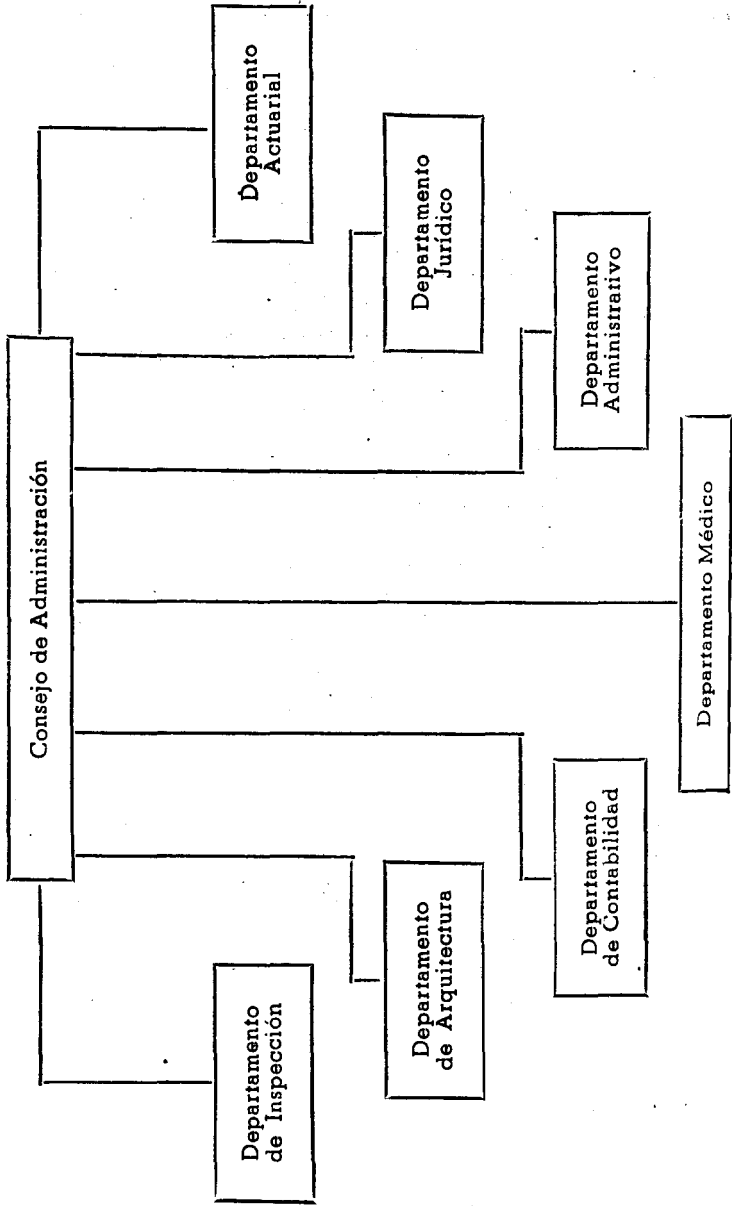 Consejo de Administración
Departamento
de Inspección
Departamento
Actuarial
Departamento
de Arquitectura
Departamento
Jurídico
Departamento
de Contabilidad
Departamento
Administrativo
Departamento Médico